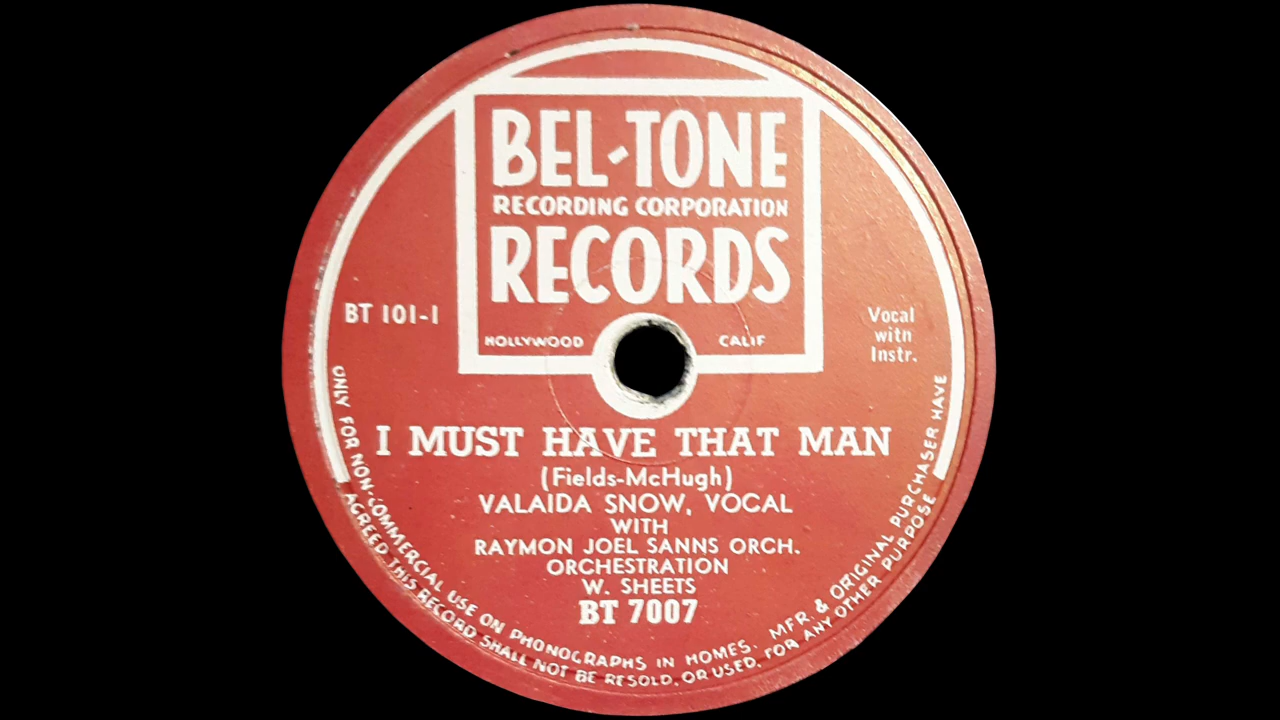 BEL-TONE
RECORDING CORPORATION
RECORDS
HOLLYWOOD CALIF
BT 101-1
Vocal
with
Instr.
I MUST HAVE THAT MAN
(Fields-McHugh)
VALAIDA SNOW, VOCAL
WITH
RAYMON JOEL SANNS ORCH.
ORCHESTRATION
W. SHEETS
BT 7007
ONLY FOR NON-COMMERCIAL USE ON PHONOGRAPHS IN HOMES. MFR. & ORIGINAL PURCHASER HAVE
AGREED THIS RECORD SHALL NOT BE RESOLD, OR USED, FOR ANY OTHER PURPOSE